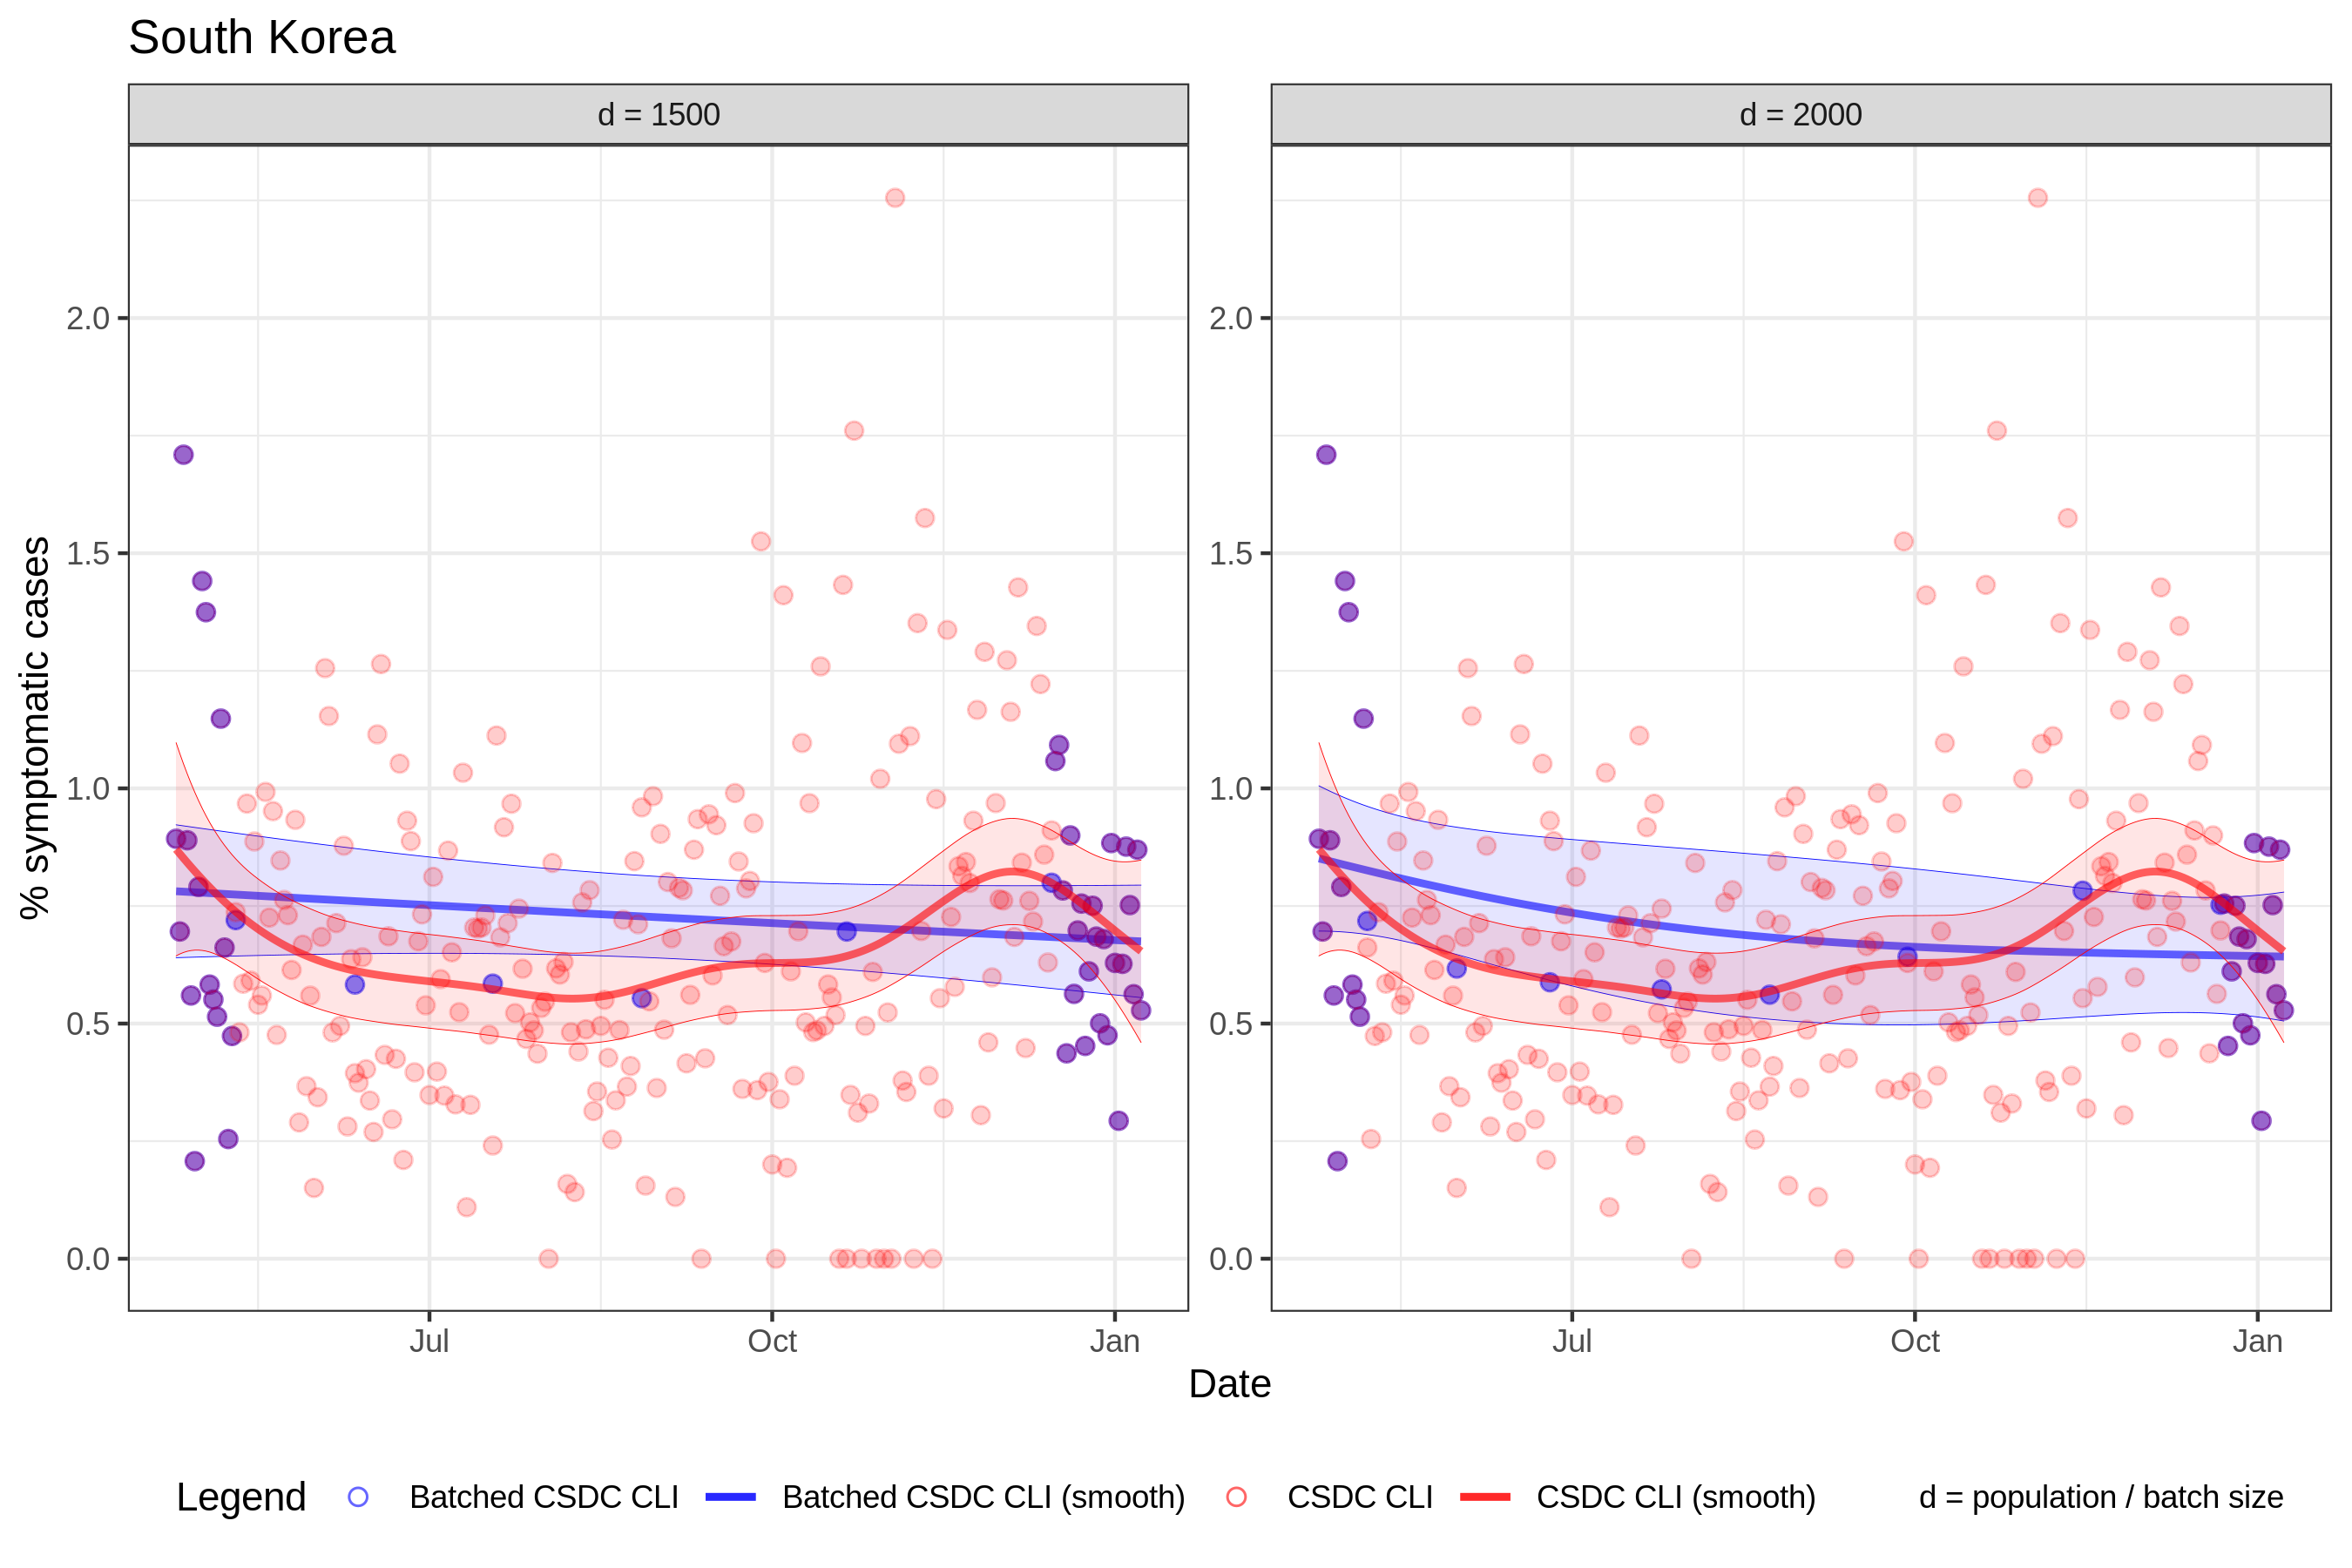 South Korea
d = 1500
d = 2000
% symptomatic cases
2.0
1.5
1.0
0.5
0.0
2.0
1.5
1.0
0.5
0.0
Jul Oct Jan
Jul Oct Jan
Date
Legend Batched CSDC CLI Batched CSDC CLI (smooth) CSDC CLI CSDC CLI (smooth) d = population / batch size